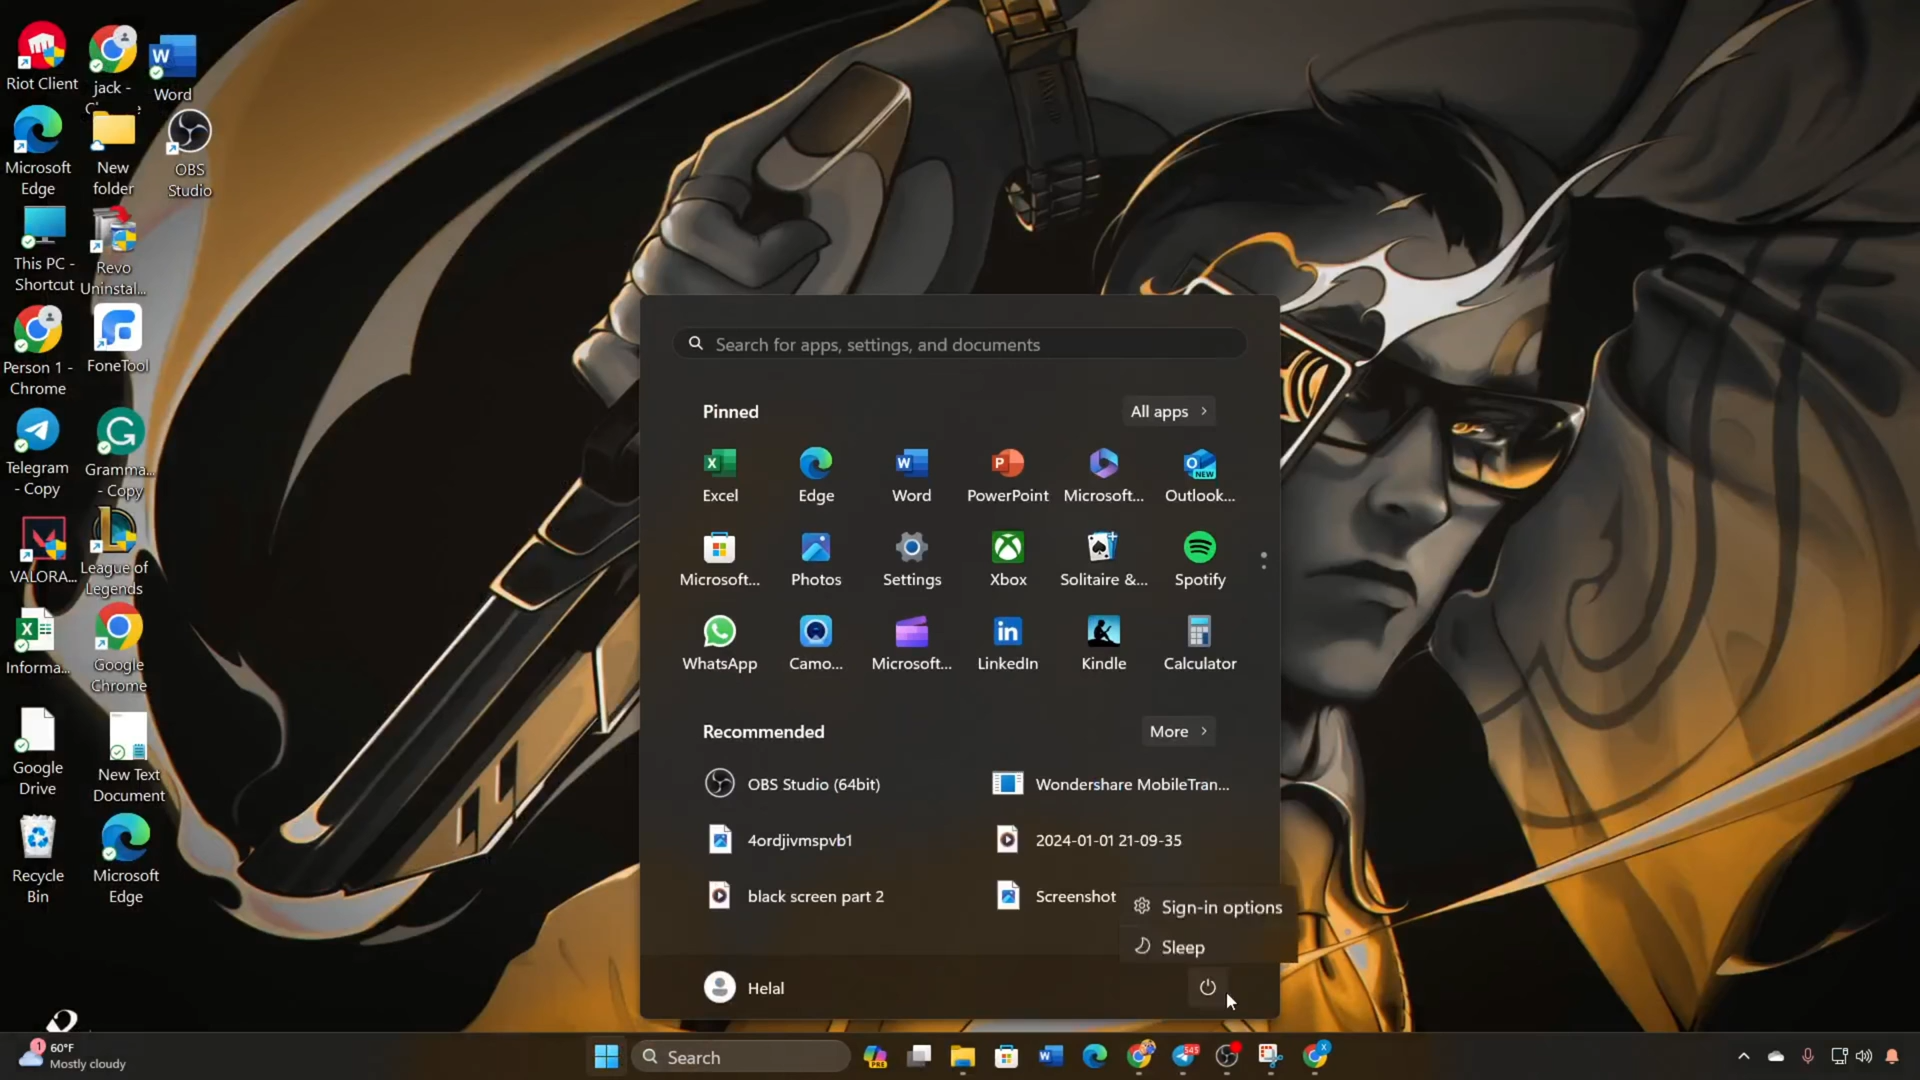 Riot Client
jack -
Word
Microsoft
Edge
New
folder
OBS
Studio
This PC -
Shortcut
Revo
Uninstal...
Person 1 -
Chrome
FoneTool
Telegram
- Copy
Gramma...
- Copy
VALORA...
League of
Legends
Informa...
Google
Chrome
Google
Drive
New Text
Document
Recycle
Bin
Microsoft
Edge
Search for apps, settings, and documents
Pinned
All apps
Excel
Edge
Word
PowerPoint
Microsoft...
Outlook...
Microsoft...
Photos
Settings
Xbox
Solitaire &...
Spotify
WhatsApp
Camo...
Microsoft...
LinkedIn
Kindle
Calculator
Recommended
More
OBS Studio (64bit)
Wondershare MobileTran...
4ordjivmspvb1
2024-01-01 21-09-35
black screen part 2
Screenshot
Sign-in options
Sleep
Helal
1
60°F
Mostly cloudy
Search
PRE
545
X